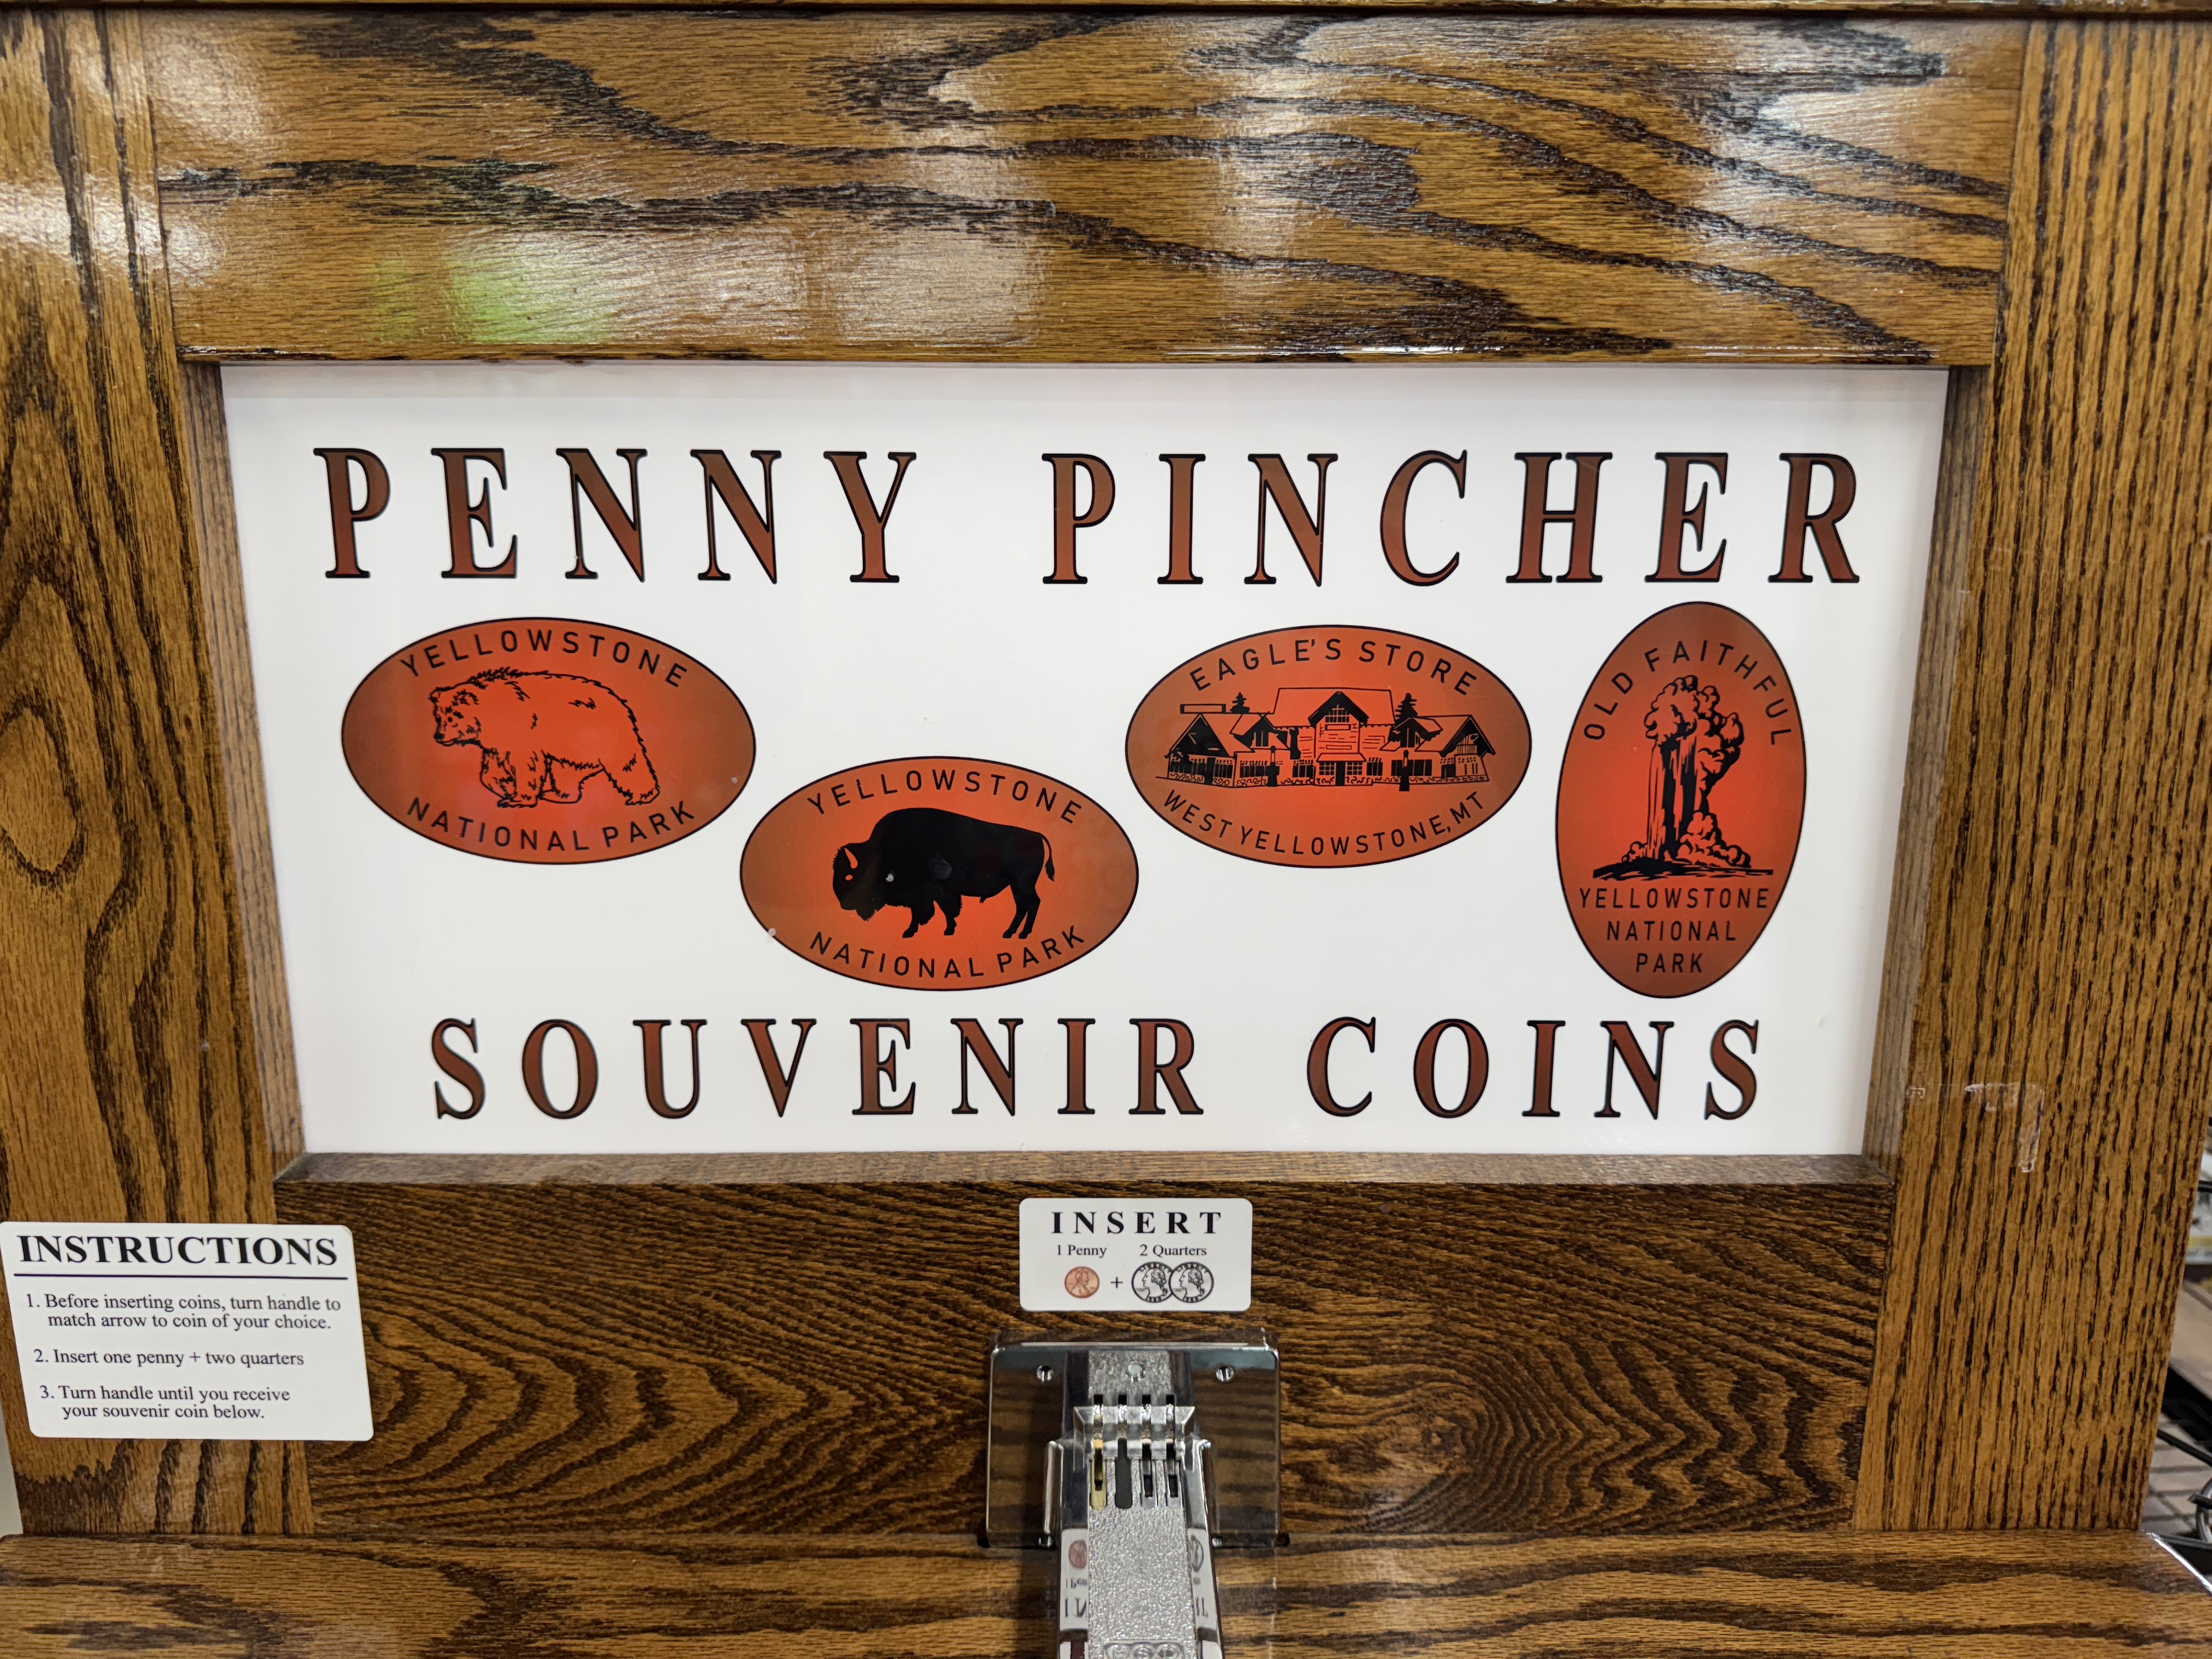 PENNY PINCHER
YELLOWSTONE
NATIONAL PARK
YELLOWSTONE
NATIONAL PARK
EAGLE'S STORE
WEST YELLOWSTONE, MT
OLD FAITHFUL
YELLOWSTONE
NATIONAL
PARK
SOUVENIR COINS
INSTRUCTIONS
1. Before inserting coins, turn handle to
match arrow to coin of your choice.
2. Insert one penny + two quarters
3. Turn handle until you receive
your souvenir coin below.
INSERT
1 Penny 2 Quarters
+